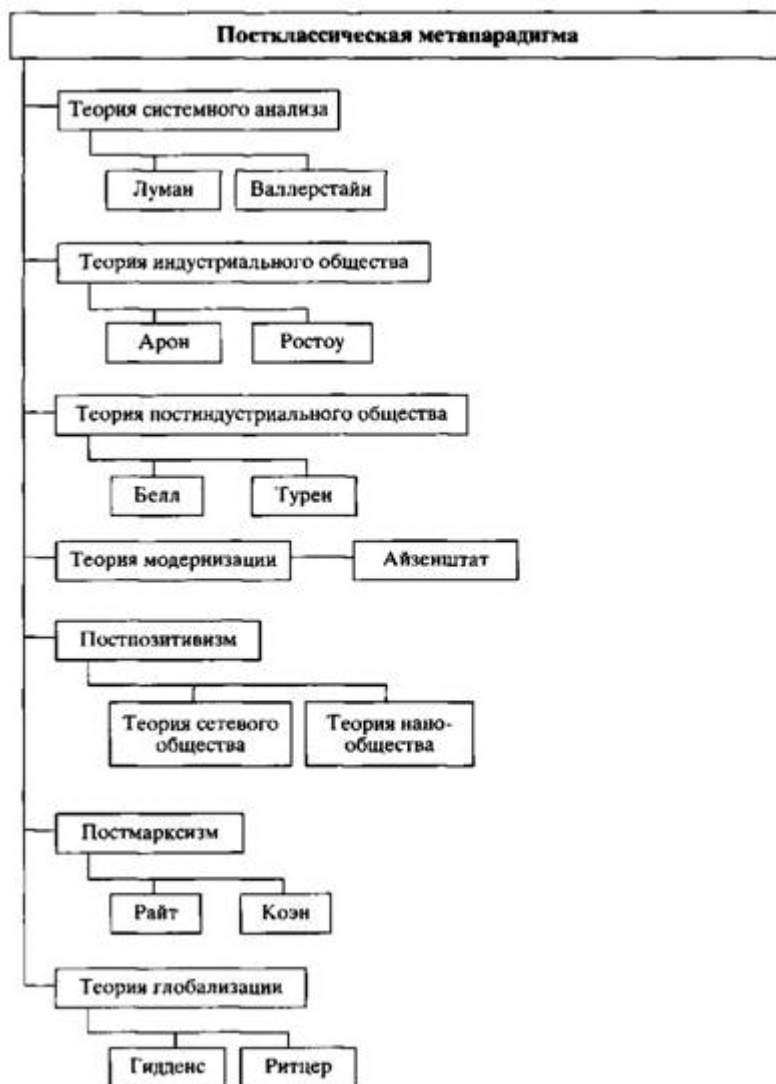 Постклассическая метапарадигма
Теория системного анализа
Луман
Валлерстайн
Теория индустриального общества
Арон
Ростоу
Теория постиндустриального общества
Белл
Турен
Теория модернизации
Айзенштат
Постпозитивизм
Теория сетевого
общества
Теория нано-
общества
Постмарксизм
Райт
Коэн
Теория глобализации
Гидденс
Ритцер